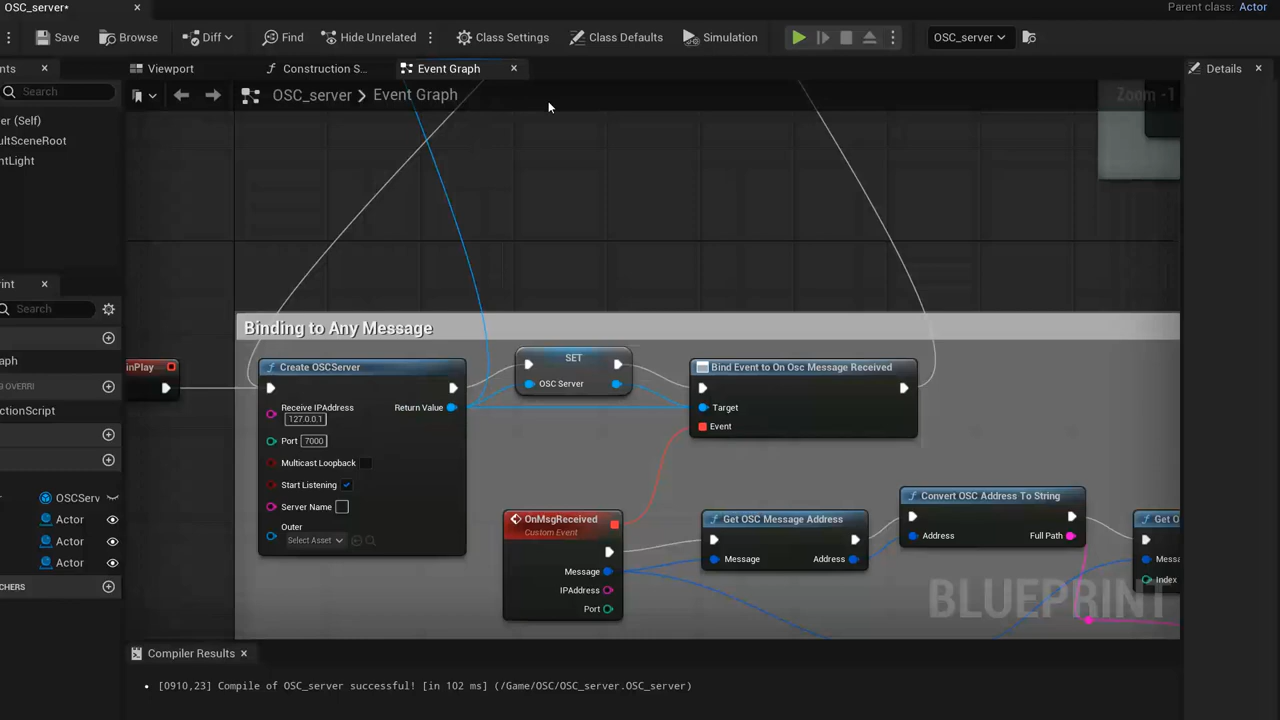 OSC_server*
Parent class: Actor
Save
Browse
Diff
Find
Hide Unrelated
Class Settings
Class Defaults
Simulation
OSC_server
nts
Viewport
Construction S...
Event Graph
Details
Search
OSC_server
Event Graph
Zoom -1
er (Self)
ultSceneRoot
ntLight
rint
Search
raph
G OVERRI
ctionScript
OSCServ
Actor
Actor
Actor
CHERS
Binding to Any Message
inPlay
Create OSCServer
Receive IPAddress
127.0.0.1
Return Value
Port 7000
Multicast Loopback
Start Listening
Server Name
Outer
Select Asset
SET
OSC Server
Bind Event to On Osc Message Received
Target
Event
OnMsgReceived
Custom Event
Message
IPAddress
Port
Get OSC Message Address
Message
Address
Convert OSC Address To String
Address
Full Path
Get O
Messa
Index
BLUEPRINT
Compiler Results
[0910,23] Compile of OSC_server successful! [in 102 ms] (/Game/OSC/OSC_server.OSC_server)